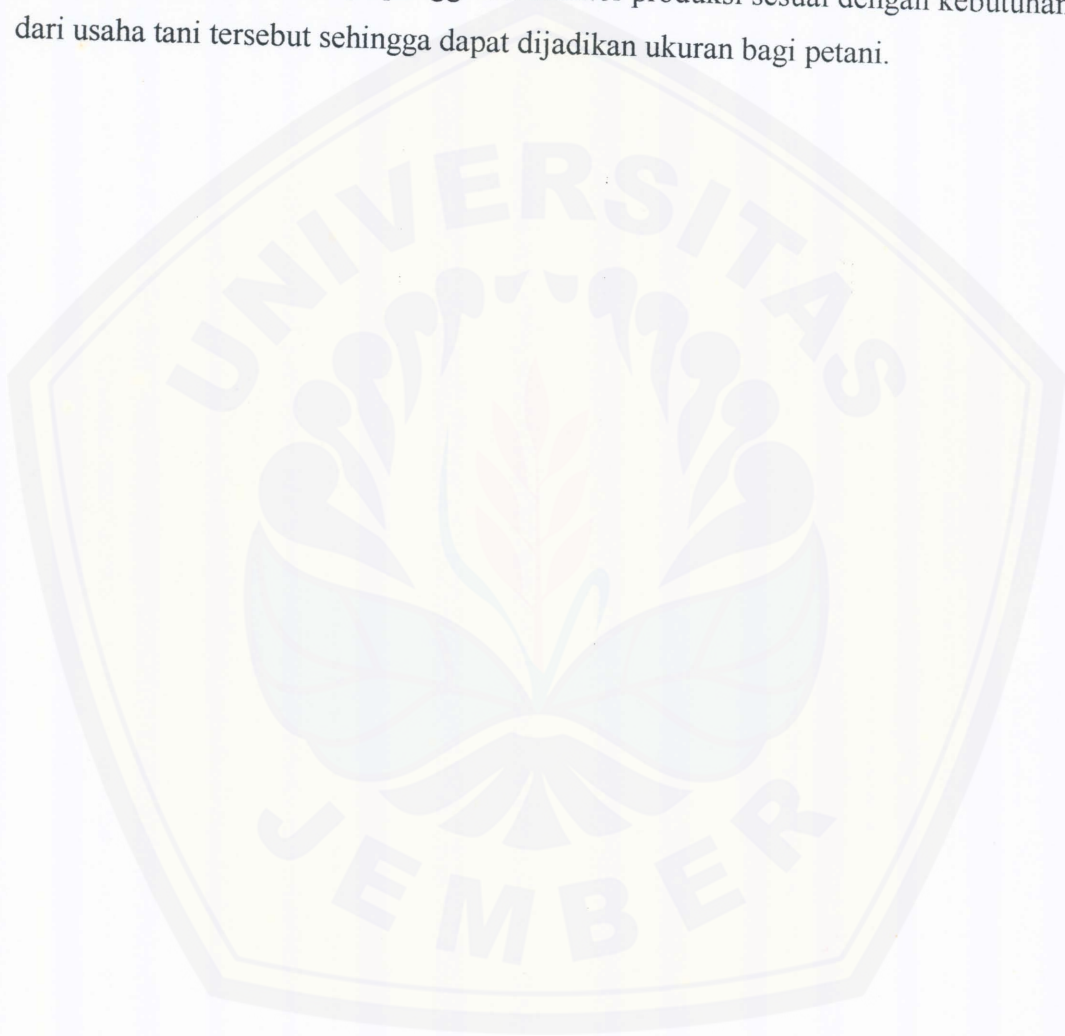 produksi sesuai dengan kebutuhan
dari usaha tani tersebut sehingga dapat dijadikan ukuran bagi petani.
UNIVERSITAS
JEMBER